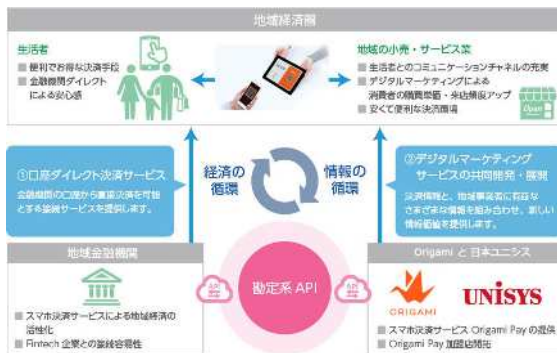 地域経済圏
生活者
■ 便利でお得な決済手段
■ 金融機関ダイレクト
による安心感
地域の小売・サービス業
■ 生活者とのコミュニケーションチャネルの充実
■ デジタルマーケティングによる
消費者の購買単価・来店頻度アップ
■ 安くて便利な決済環境
Open
①口座ダイレクト決済サービス
金融機関の口座から直接決済を可能
とする接続サービスを提供します。
経済の
循環
情報の
循環
②デジタルマーケティング
サービスの共同開発・展開
決済情報と、地域事業者に有益な
さまざまな情報を組み合わせ、新しい
情報価値を提供します。
地域金融機関
■ スマホ決済サービスによる地域経済の
活性化
■ Fintech 企業との接続容易性
API
勘定系 API
API
Origami と 日本ユニシス
ORIGAMI
UNiSYS
■ スマホ決済サービス Origami Pay の提供
■ Origami Pay 加盟店開拓